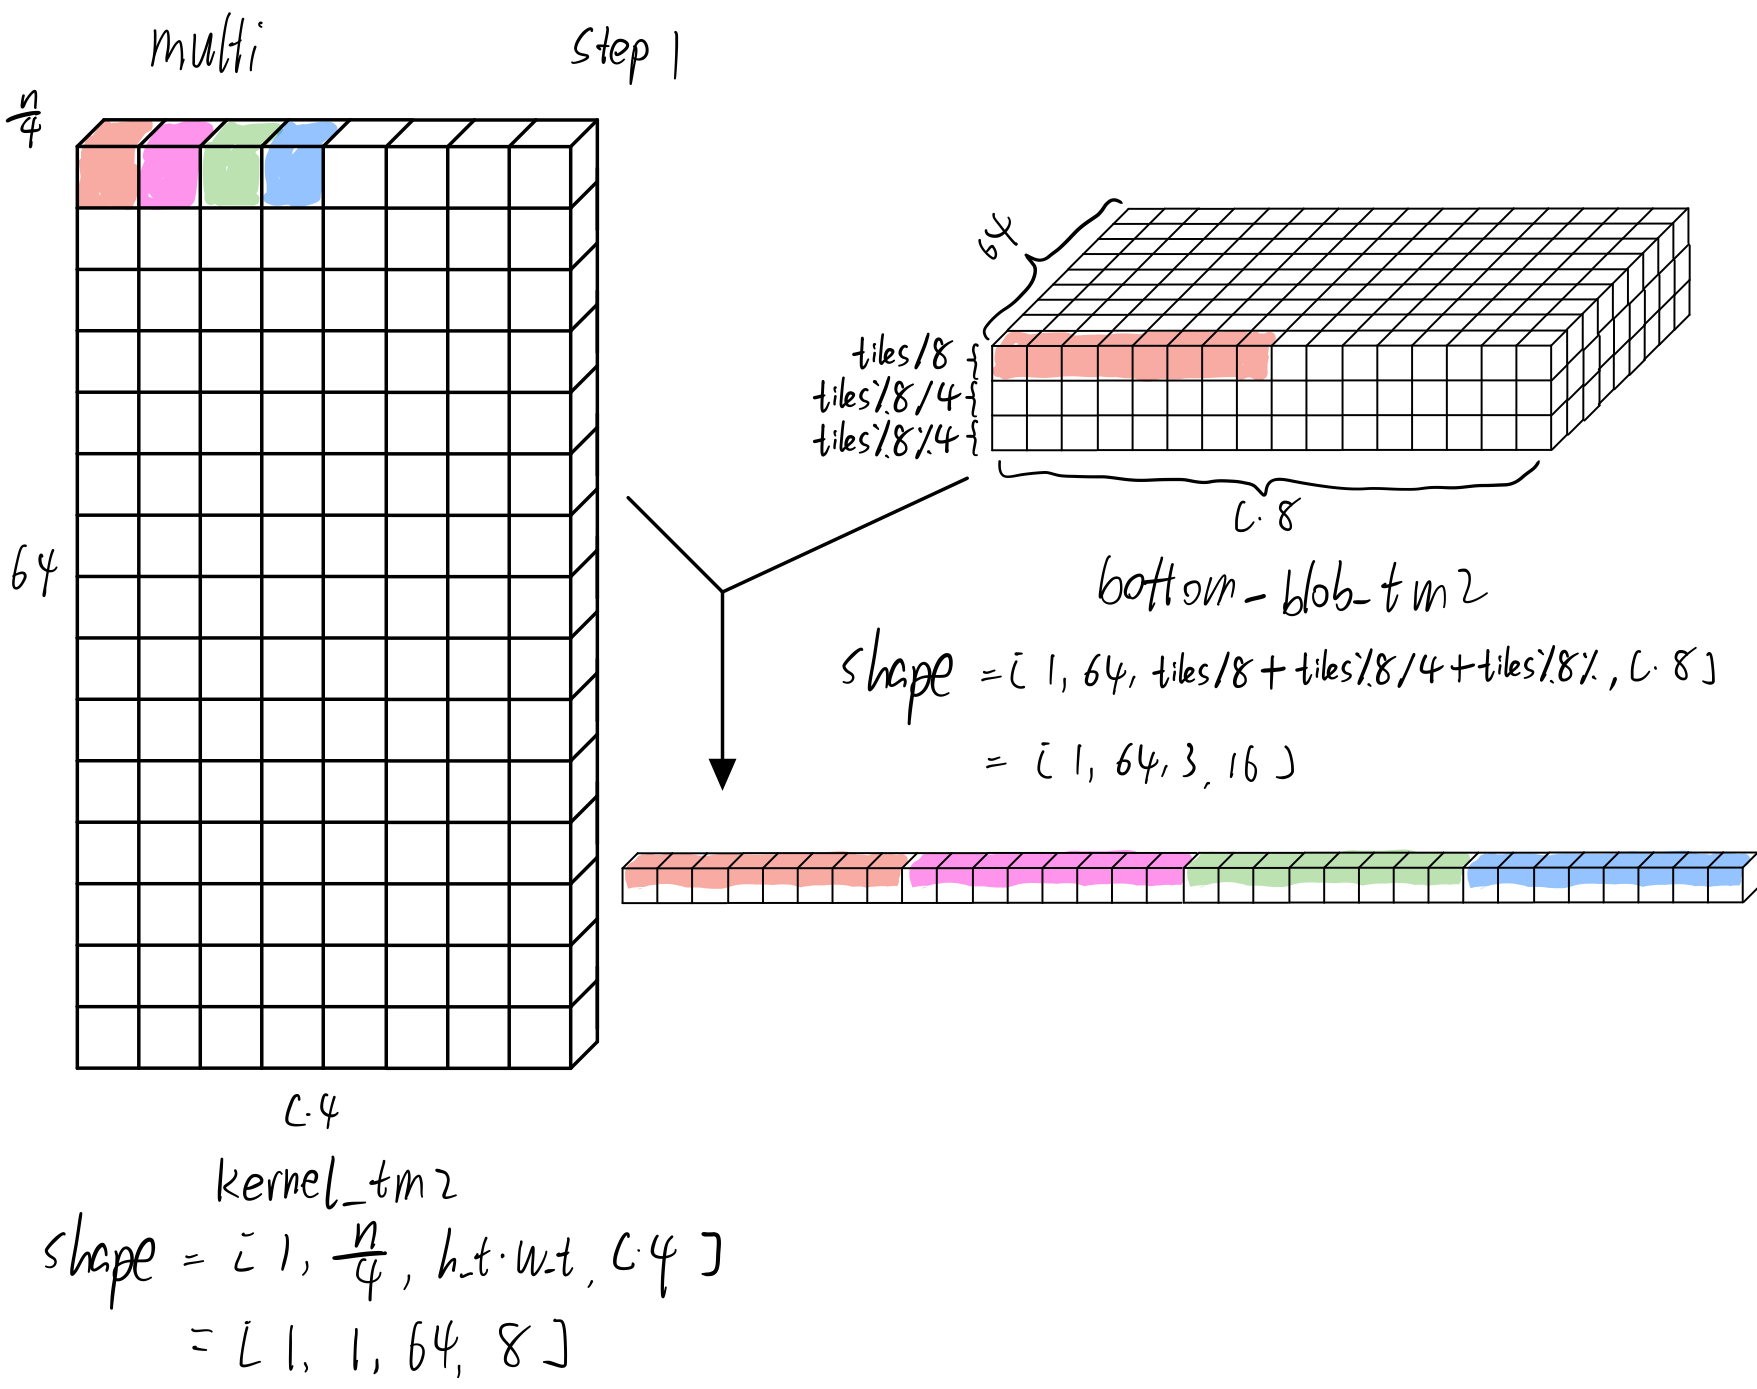 multi
step 1
n/4
64
64
tiles/8 {
tiles%8/4 {
tiles%8%4 {
C·8
bottom_blob_tm2
shape = [ 1, 64, tiles/8 + tiles%8/4 + tiles%8%, C·8 ]
= [ 1, 64, 3, 16 ]
C·4
kernel_tm2
shape = [ 1, n/4, h_t·w_t, C·4 ]
= [ 1, 1, 64, 8 ]